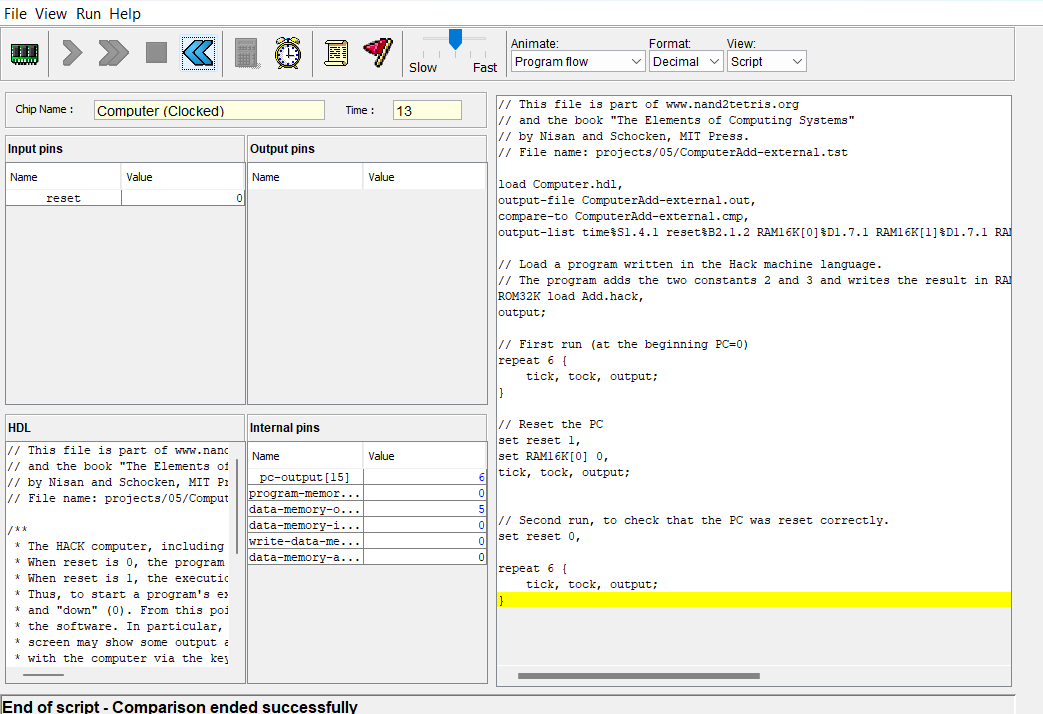 File View Run Help
Slow Fast
Animate: Format: View:
Program flow Decimal Script
Chip Name : Computer (Clocked) Time : 13
Input pins
Name Value
reset 0
Output pins
Name Value
HDL
// This file is part of www.nand
// and the book "The Elements of
// by Nisan and Schocken, MIT Pr
// File name: projects/05/Comput
/**
* The HACK computer, including
* When reset is 0, the program
* When reset is 1, the executio
* Thus, to start a program's ex
* and "down" (0). From this poi
* the software. In particular,
* screen may show some output a
* with the computer via the key
Internal pins
Name Value
pc-output[15] 6
program-memor... 0
data-memory-o... 5
data-memory-i... 0
write-data-me... 0
data-memory-a... 0
// This file is part of www.nand2tetris.org
// and the book "The Elements of Computing Systems"
// by Nisan and Schocken, MIT Press.
// File name: projects/05/ComputerAdd-external.tst
load Computer.hdl,
output-file ComputerAdd-external.out,
compare-to ComputerAdd-external.cmp,
output-list time%S1.4.1 reset%B2.1.2 RAM16K[0]%D1.7.1 RAM16K[1]%D1.7.1 RAM
// Load a program written in the Hack machine language.
// The program adds the two constants 2 and 3 and writes the result in RAM
ROM32K load Add.hack,
output;
// First run (at the beginning PC=0)
repeat 6 {
tick, tock, output;
}
// Reset the PC
set reset 1,
set RAM16K[0] 0,
tick, tock, output;
// Second run, to check that the PC was reset correctly.
set reset 0,
repeat 6 {
tick, tock, output;
}
End of script - Comparison ended successfully